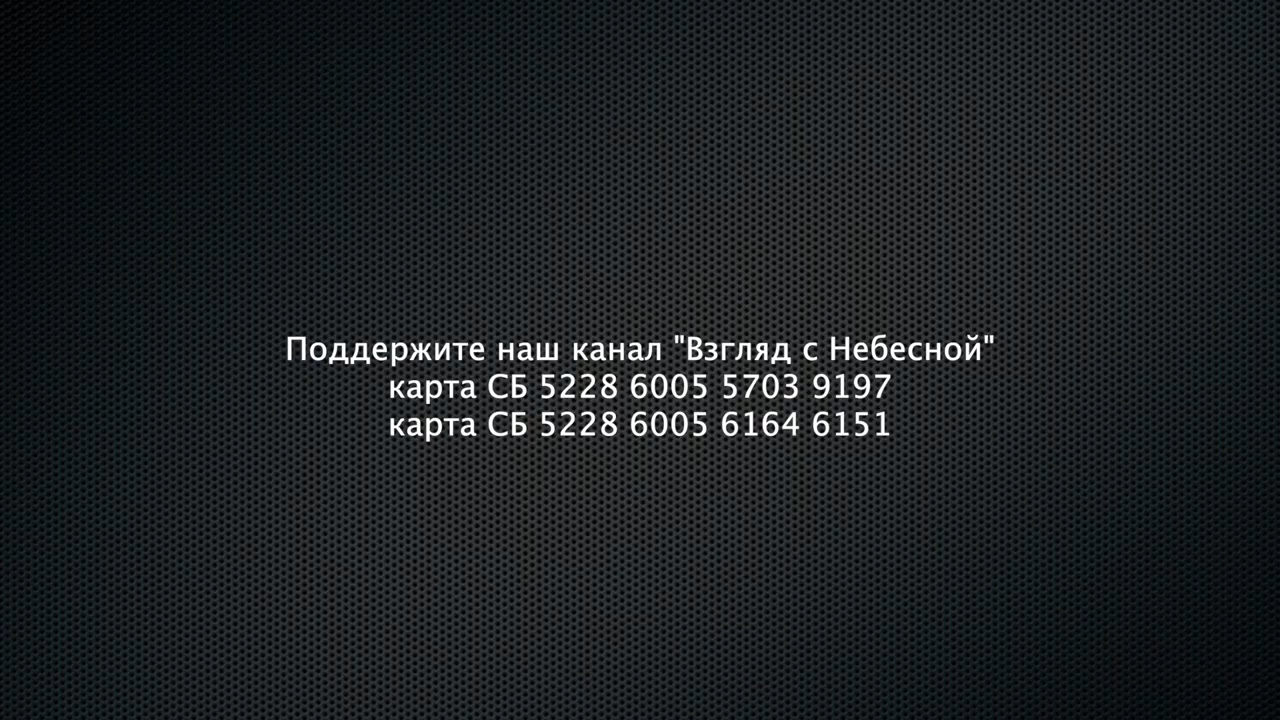 Поддержите наш канал "Взгляд с Небесной"
карта СБ 5228 6005 5703 9197
карта СБ 5228 6005 6164 6151